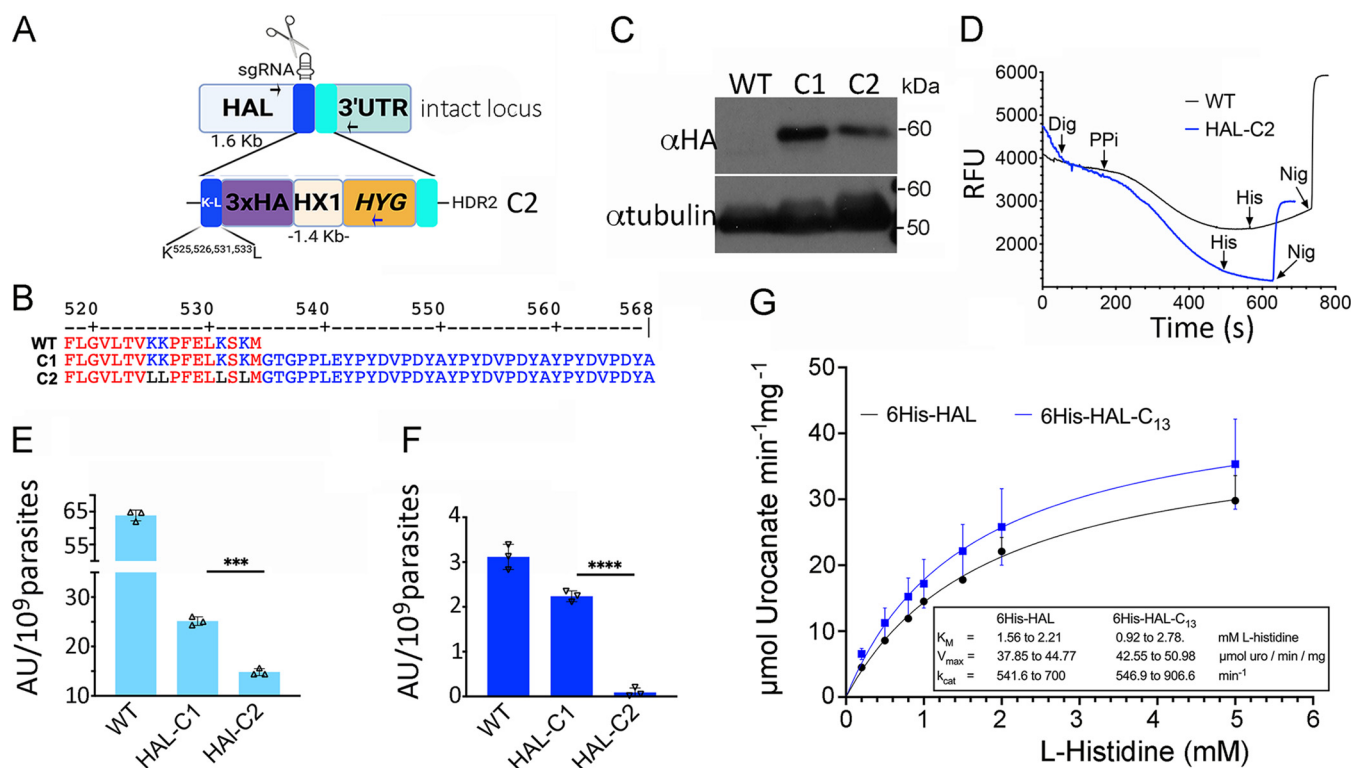 A
sgRNA
HAL
3'UTR
intact locus
1.6 Kb
K-L
3xHA
HX1
HYG
HDR2
C2
-1.4 Kb-
K525,526,531,533L
B
520 530 540 550 560 568
WT FLGVLTVKKPFELKSKM
C1 FLGVLTVKKPFELKSKMGTGPPLEYPYDVPDYAYPYDVPDYAYPYDVPDYA
C2 FLGVLTVLLPFELLSLMGTGPPLEYPYDVPDYAYPYDVPDYAYPYDVPDYA
C
WT C1 C2 kDa
αHA
-60
αtubulin
-60
-50
D
RFU
6000
5000
4000
3000
2000
WT
HAL-C2
Dig
PPi
His
Nig
His
Nig
0 200 400 600 800
Time (s)
E
AU/10⁹parasites
65
55
25
15
10
***
WT
HAL-C1
HAl-C2
F
AU/10⁹parasites
4
3
2
1
0
****
WT
HAL-C1
HAL-C2
G
µmol Urocanate min-1mg-1
50
40
30
20
10
0
6His-HAL 6His-HAL-C13
6His-HAL 6His-HAL-C13
KM = 1.56 to 2.21 0.92 to 2.78. mM L-histidine
Vmax = 37.85 to 44.77 42.55 to 50.98 µmol uro / min / mg
kcat = 541.6 to 700 546.9 to 906.6 min-1
0 1 2 3 4 5 6
L-Histidine (mM)